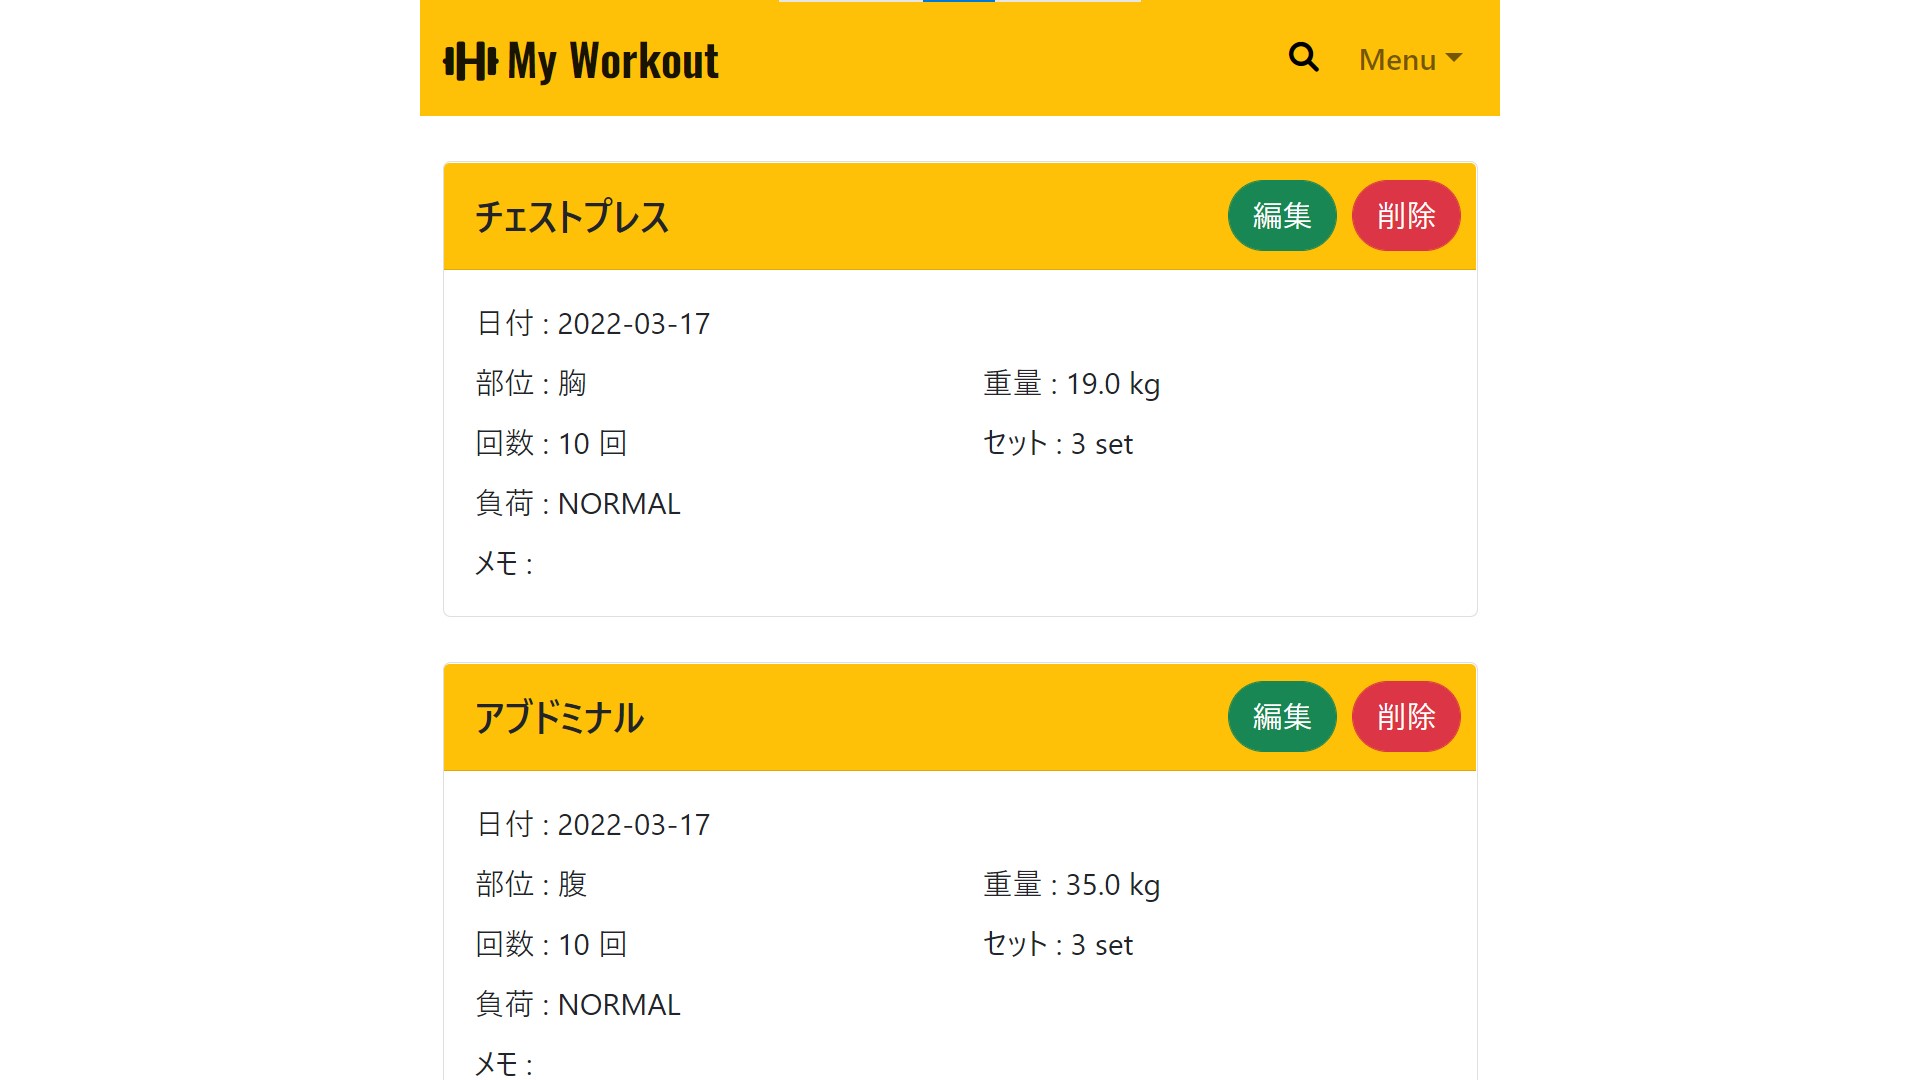 My Workout
Menu
チェストプレス 編集 削除
日付 : 2022-03-17
部位 : 胸 重量 : 19.0 kg
回数 : 10 回 セット : 3 set
負荷 : NORMAL
メモ :
アブドミナル 編集 削除
日付 : 2022-03-17
部位 : 腹 重量 : 35.0 kg
回数 : 10 回 セット : 3 set
負荷 : NORMAL
メモ :